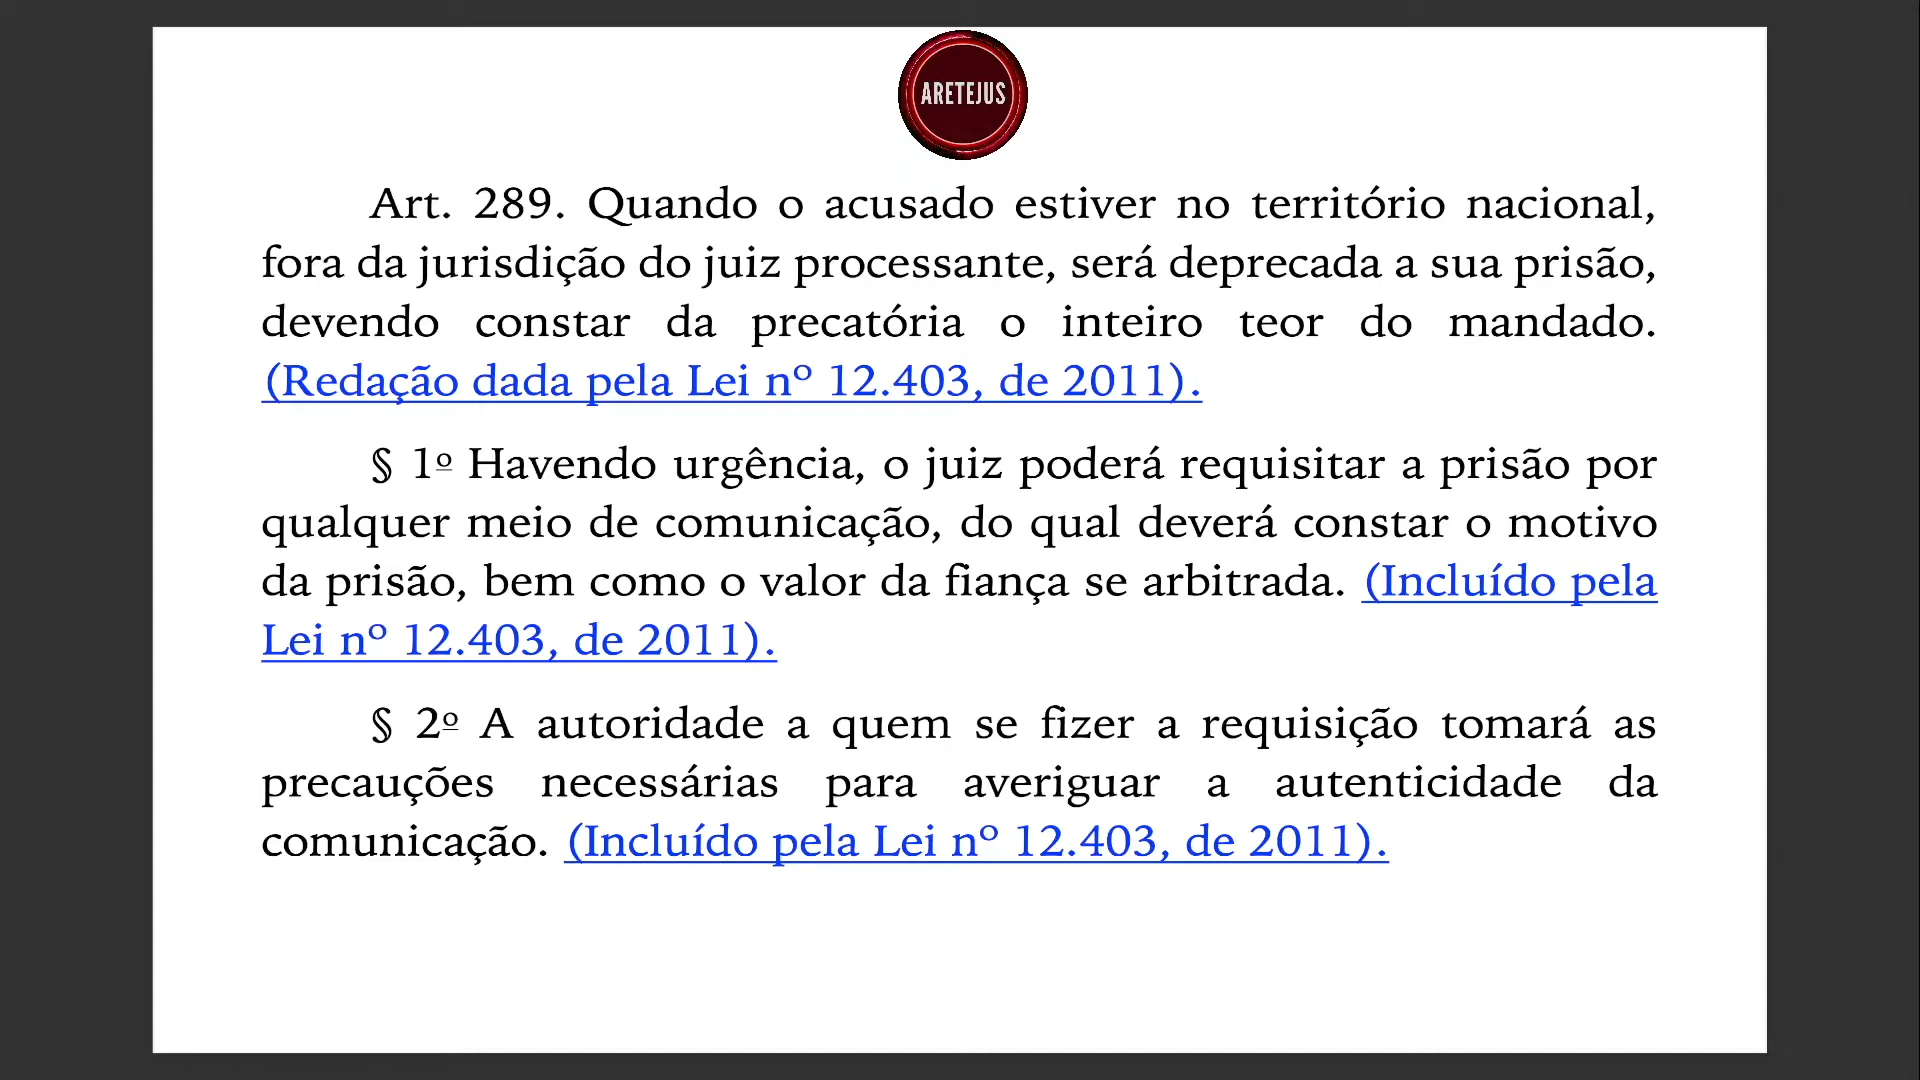 ARETEJUS
Art. 289. Quando o acusado estiver no território nacional,
fora da jurisdição do juiz processante, será deprecada a sua prisão,
devendo constar da precatória o inteiro teor do mandado.
(Redação dada pela Lei nº 12.403, de 2011).
§ 1º Havendo urgência, o juiz poderá requisitar a prisão por
qualquer meio de comunicação, do qual deverá constar o motivo
da prisão, bem como o valor da fiança se arbitrada. (Incluído pela
Lei nº 12.403, de 2011).
§ 2º A autoridade a quem se fizer a requisição tomará as
precauções necessárias para averiguar a autenticidade da
comunicação. (Incluído pela Lei nº 12.403, de 2011).